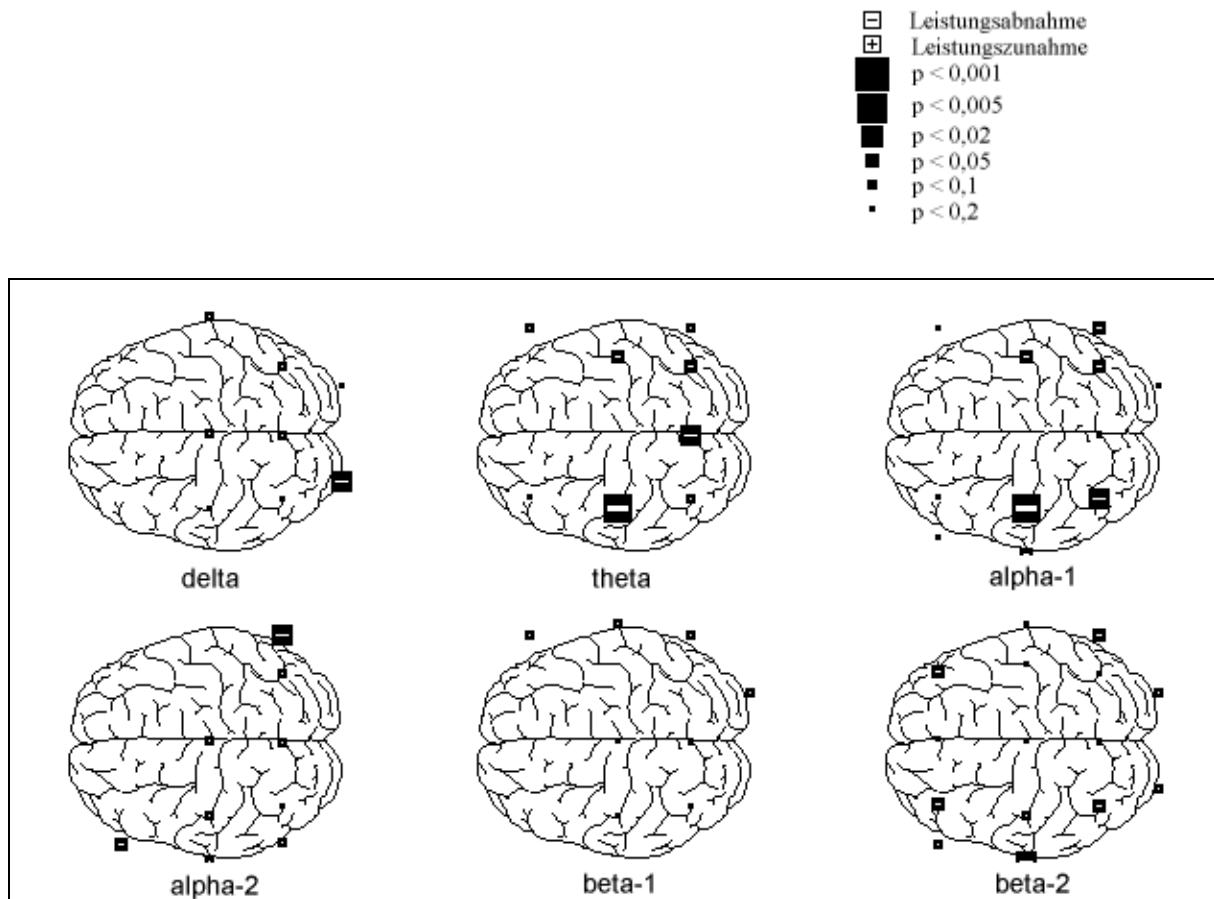 Leistungsabnahme
Leistungszunahme
p < 0,001
p < 0,005
p < 0,02
p < 0,05
p < 0,1
p < 0,2
delta
theta
alpha-1
alpha-2
beta-1
beta-2